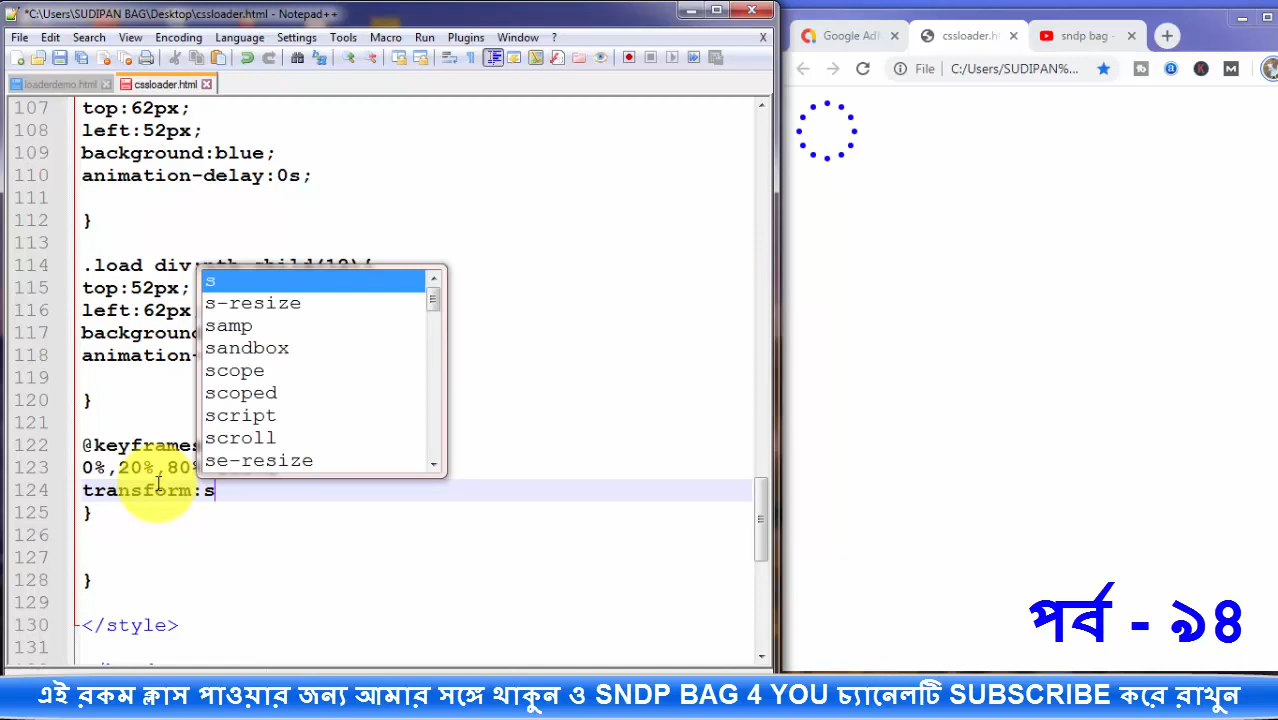 *C:\Users\SUDIPAN BAG\Desktop\cssloader.html - Notepad++
File Edit Search View Encoding Language Settings Tools Macro Run Plugins Window ? X
loaderdemo.html cssloader.html
107 top:62px;
108 left:52px;
109 background:blue;
110 animation-delay:0s;
111
112 }
113
114 .load div:nth-child(12){
115 top:52px;
116 left:62px
117 background
118 animation-
119
120 }
121
122 @keyframes
123 0%,20%,80%
124 transform:s
125 }
126
127
128 }
129
130 </style>
131
s
s-resize
samp
sandbox
scope
scoped
script
scroll
se-resize
Google Ad cssloader.h sndp bag -
File C:/Users/SUDIPAN%...
পর্ব - ৯৪
এই রকম ক্লাস পাওয়ার জন্য আমার সঙ্গে থাকুন ও SNDP BAG 4 YOU চ্যানেলটি SUBSCRIBE করে রাখুন